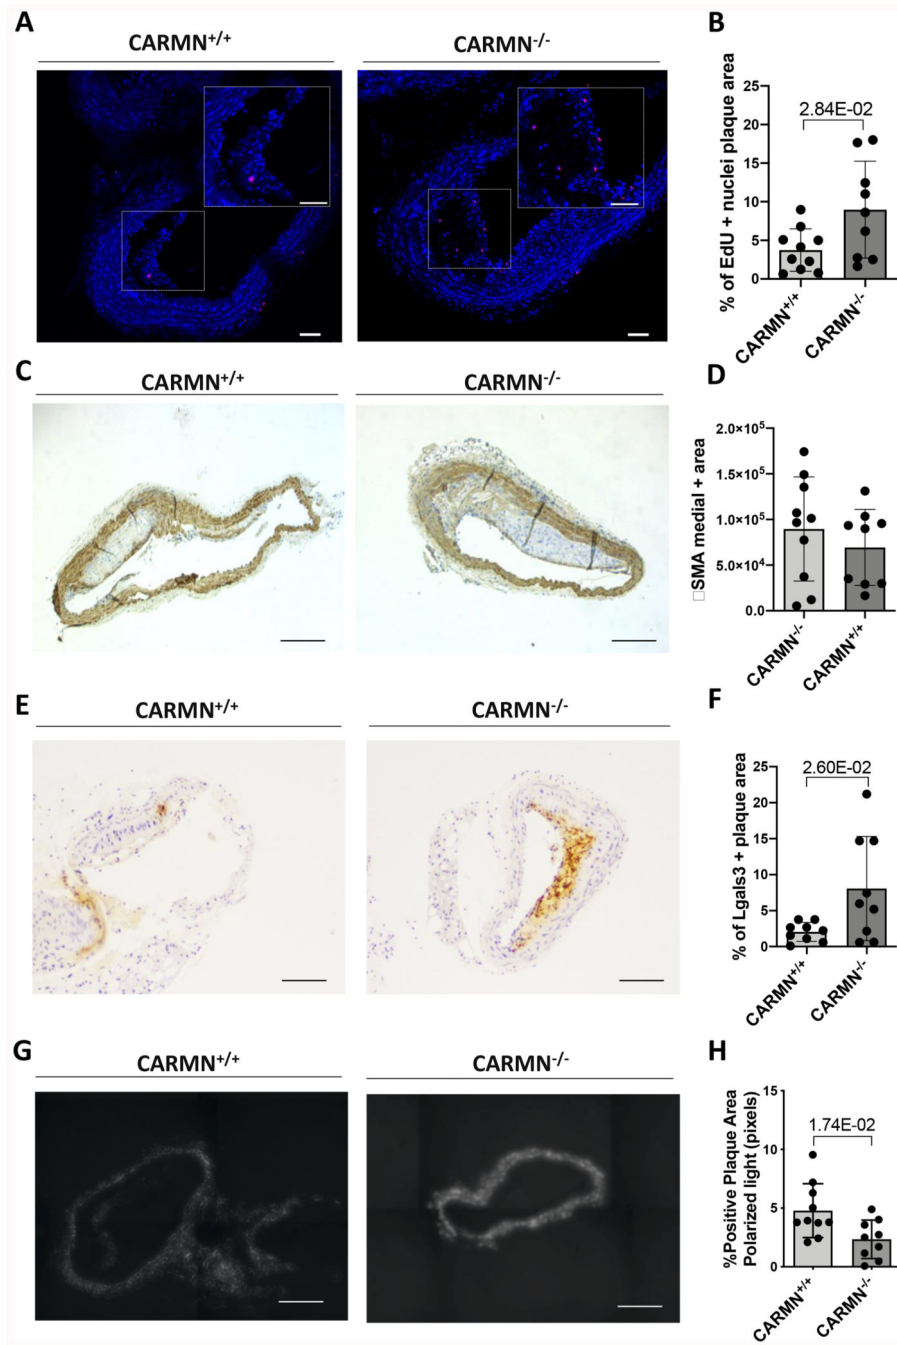 A
CARMN+/+
CARMN-/-
B
% of EdU + nuclei plaque area
25
20
15
10
5
0
2.84E-02
CARMN+/+
CARMN-/-
C
CARMN+/+
CARMN-/-
D
□SMA medial + area
2.0×10⁵
1.5×10⁵
1.0×10⁵
5.0×10⁴
0.0
CARMN-/-
CARMN+/+
E
CARMN+/+
CARMN-/-
F
% of Lgals3 + plaque area
25
20
15
10
5
0
2.60E-02
CARMN+/+
CARMN-/-
G
CARMN+/+
CARMN-/-
H
%Positive Plaque Area
Polarized light (pixels)
15
10
5
0
1.74E-02
CARMN+/+
CARMN-/-